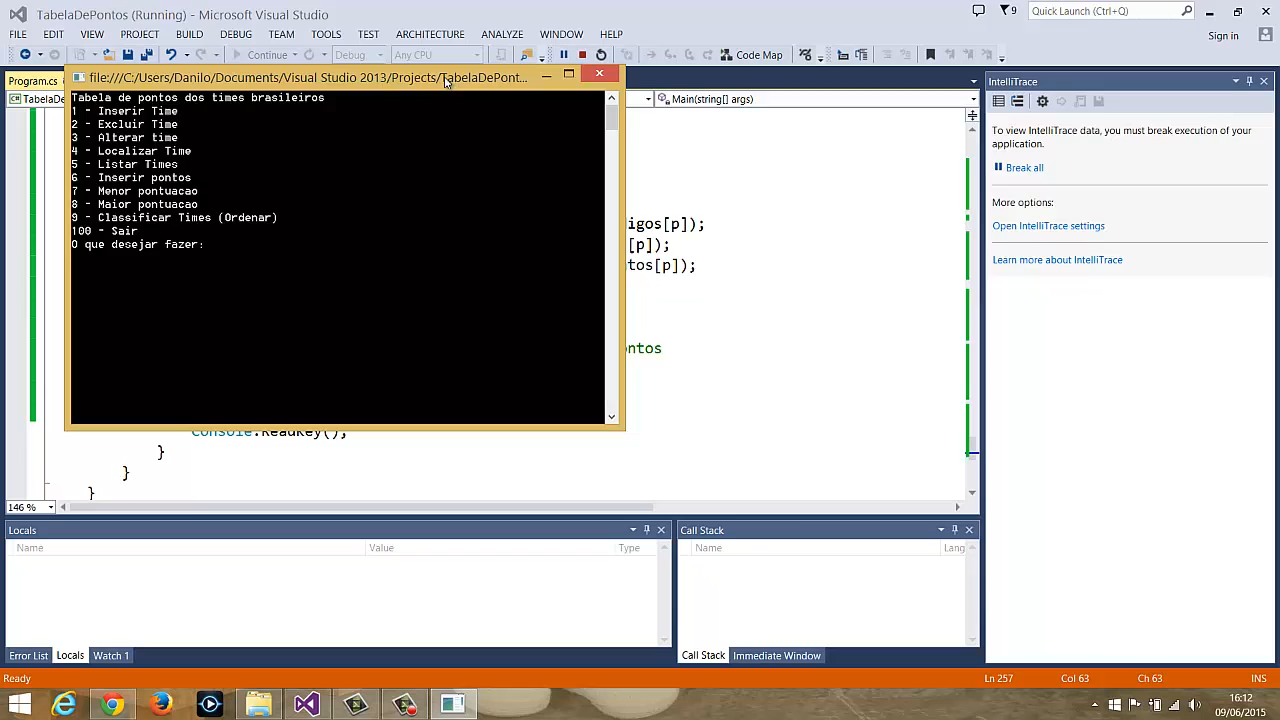 TabelaDePontos (Running) - Microsoft Visual Studio
9
Quick Launch (Ctrl+Q)
FILE EDIT VIEW PROJECT BUILD DEBUG TEAM TOOLS TEST ARCHITECTURE ANALYZE WINDOW HELP
Sign in
Continue Debug Any CPU Code Map
Program.cs
file:///C:/Users/Danilo/Documents/Visual Studio 2013/Projects/TabelaDePont...
TabelaDe
Main(string[] args)
Tabela de pontos dos times brasileiros
1 - Inserir Time
2 - Excluir Time
3 - Alterar time
4 - Localizar Time
5 - Listar Times
6 - Inserir pontos
7 - Menor pontuacao
8 - Maior pontuacao
9 - Classificar Times (Ordenar)
100 - Sair
O que desejar fazer:
igos[p]);
[p]);
tos[p]);
ntos
Console.ReadKey();
}
}
}
146 %
IntelliTrace
To view IntelliTrace data, you must break execution of your
application.
Break all
More options:
Open IntelliTrace settings
Learn more about IntelliTrace
Locals
Name Value Type
Call Stack
Name Lang
Error List Locals Watch 1
Call Stack Immediate Window
Ready
Ln 257 Col 63 Ch 63 INS
16:12
09/06/2015